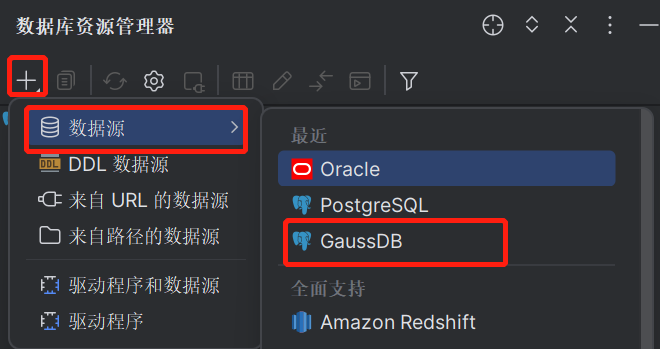 数据库资源管理器
数据源
DDL 数据源
来自 URL 的数据源
来自路径的数据源
驱动程序和数据源
驱动程序
最近
Oracle
PostgreSQL
GaussDB
全面支持
Amazon Redshift